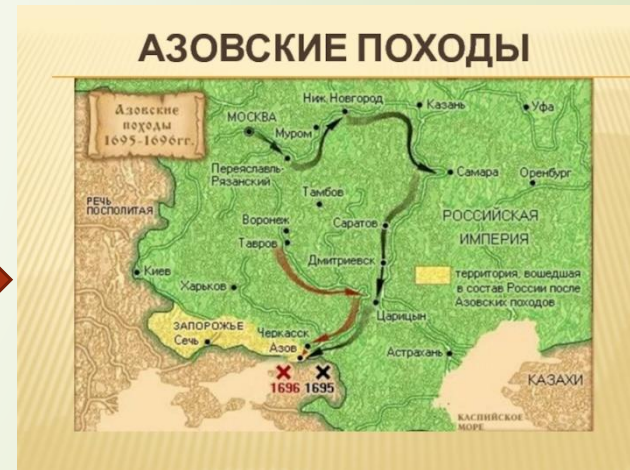 АЗОВСКИЕ ПОХОДЫ
Азовские
походы
1695-1696гг.
Ниж.Новгород
Казань
Уфа
МОСКВА
Муром
Переяславль-
Рязанский
Самара
Оренбург
Тамбов
РЕЧЬ
ПОСПОЛИТАЯ
Воронеж
Тавров
Саратов
РОССИЙСКАЯ
ИМПЕРИЯ
Дмитриевск
Киев
Харьков
территория, вошедшая
в состав России после
Азовских походов
Царицын
ЗАПОРОЖЬЕ
Сечь
Черкасск
Азов
Астрахань
1696 1695
КАЗАХИ
КАСПИЙСКОЕ
МОРЕ